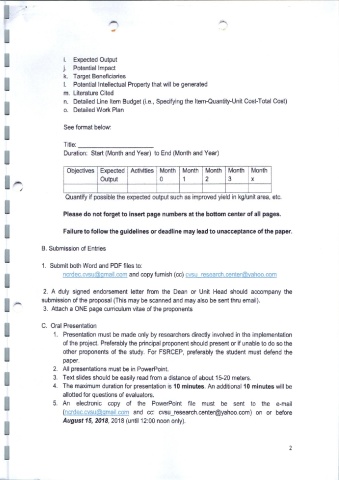 i. Expected Output
j. Potential Impact
k. Target Beneficiaries
l. Potential Intellectual Property that will be generated
m. Literature Cited
n. Detailed Line Item Budget (i.e., Specifying the Item-Quantity-Unit Cost-Total Cost)
o. Detailed Work Plan
See format below:
Title: ____________
Duration: Start (Month and Year) to End (Month and Year)
Objectives Expected Activities Month Month Month Month Month
Output 0 1 2 3 x
Quantify if possible the expected output such as improved yield in kg/unit area, etc.
Please do not forget to insert page numbers at the bottom center of all pages.
Failure to follow the guidelines or deadline may lead to unacceptance of the paper.
B. Submission of Entries
1. Submit both Word and PDF files to:
ncrdec.cvsu@gmail.com and copy furnish (cc) cvsu_research.center@yahoo.com
2. A duly signed endorsement letter from the Dean or Unit Head should accompany the
submission of the proposal (This may be scanned and may also be sent thru email).
3. Attach a ONE page curriculum vitae of the proponents
C. Oral Presentation
1. Presentation must be made only by researchers directly involved in the implementation
of the project. Preferably the principal proponent should present or if unable to do so the
other proponents of the study. For FSRCEP, preferably the student must defend the
paper.
2. All presentations must be in PowerPoint.
3. Text slides should be easily read from a distance of about 15-20 meters.
4. The maximum duration for presentation is 10 minutes. An additional 10 minutes will be
allotted for questions of evaluators.
5. An electronic copy of the PowerPoint file must be sent to the e-mail
(ncrdec.cvsu@gmail.com and cc: cvsu_research.center@yahoo.com) on or before
August 15, 2018, 2018 (until 12:00 noon only).
2